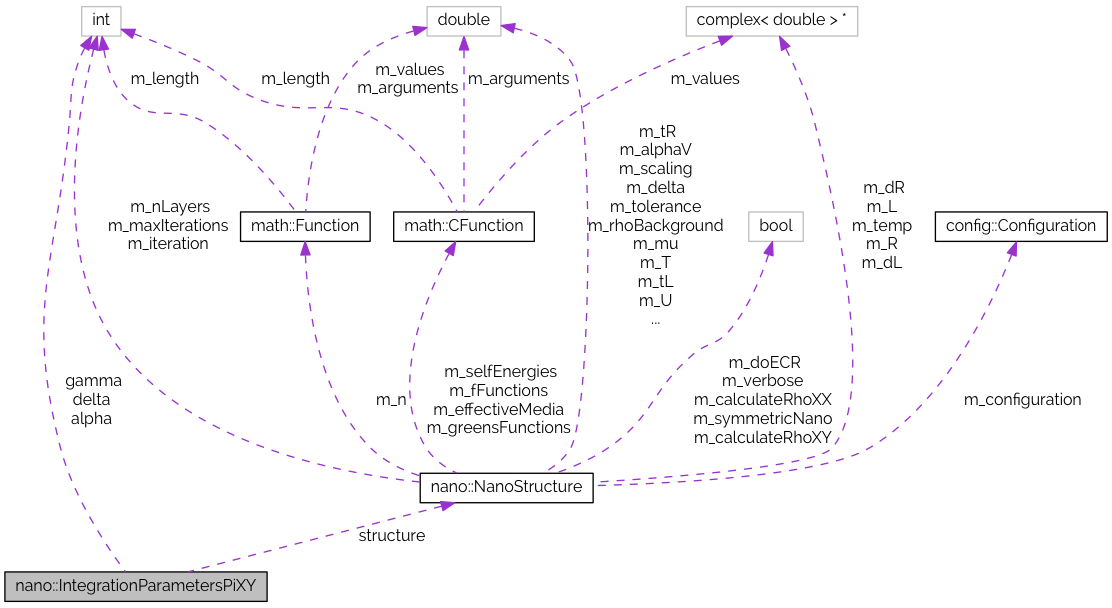 int
double
complex< double > *
m_length
m_length
m_values
m_arguments
m_arguments
m_values
m_tR
m_alphaV
m_scaling
m_delta
m_tolerance
m_rhoBackground
m_mu
m_T
m_tL
m_U
...
m_dR
m_L
m_temp
m_R
m_dL
m_nLayers
m_maxIterations
m_iteration
math::Function
math::CFunction
bool
config::Configuration
gamma
delta
alpha
m_n
m_selfEnergies
m_fFunctions
m_effectiveMedia
m_greensFunctions
m_doECR
m_verbose
m_calculateRhoXX
m_symmetricNano
m_calculateRhoXY
m_configuration
nano::NanoStructure
structure
nano::IntegrationParametersPiXY